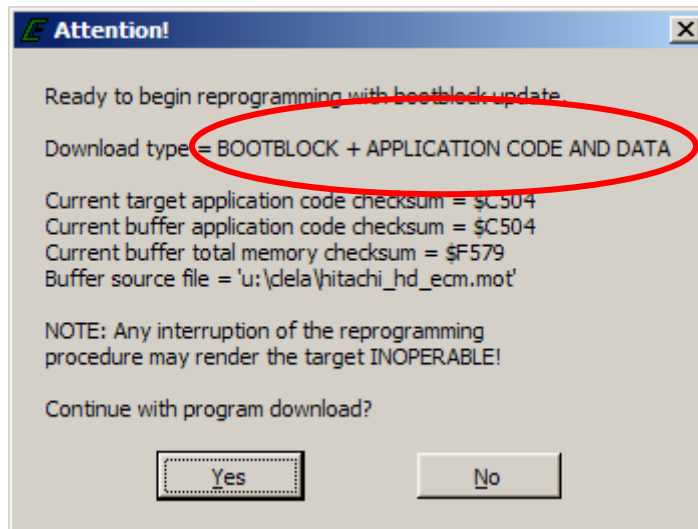 Attention!
Ready to begin reprogramming with bootblock update.
Download type = BOOTBLOCK + APPLICATION CODE AND DATA
Current target application code checksum = $C504
Current buffer application code checksum = $C504
Current buffer total memory checksum = $F579
Buffer source file = 'u:\clela\hitachi_hd_ecm.mot'
NOTE: Any interruption of the reprogramming
procedure may render the target INOPERABLE!
Continue with program download?
Yes
No